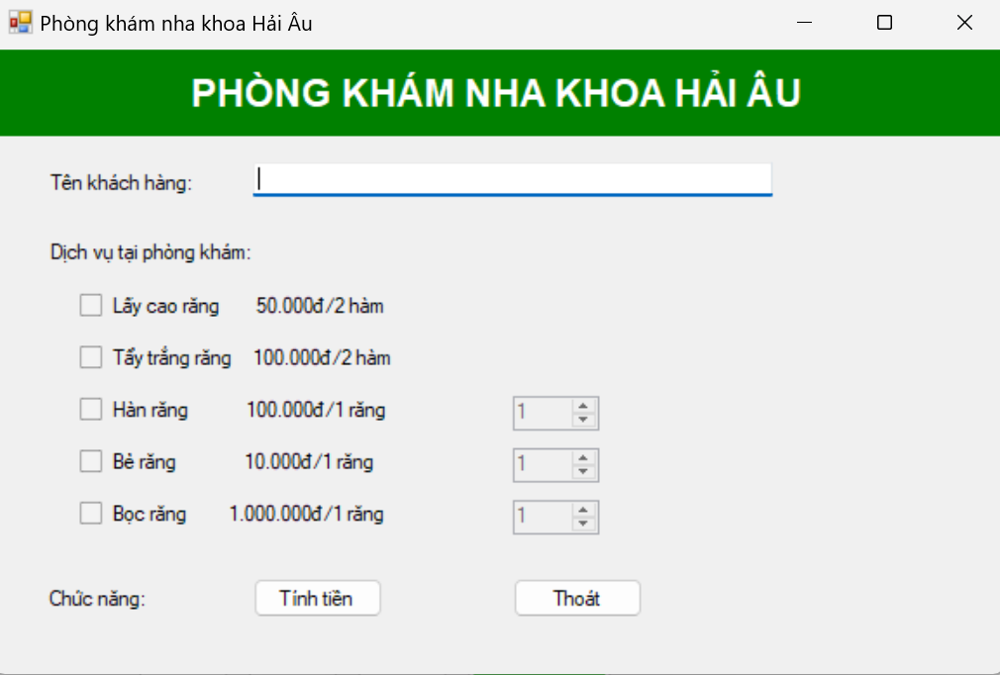 Phòng khám nha khoa Hải Âu
PHÒNG KHÁM NHA KHOA HẢI ÂU
Tên khách hàng:
Dịch vụ tại phòng khám:
Lấy cao răng 50.000đ/2 hàm
Tẩy trắng răng 100.000đ/2 hàm
Hàn răng 100.000đ/1 răng 1
Bẻ răng 10.000đ/1 răng 1
Bọc răng 1.000.000đ/1 răng 1
Chức năng: Tính tiền Thoát